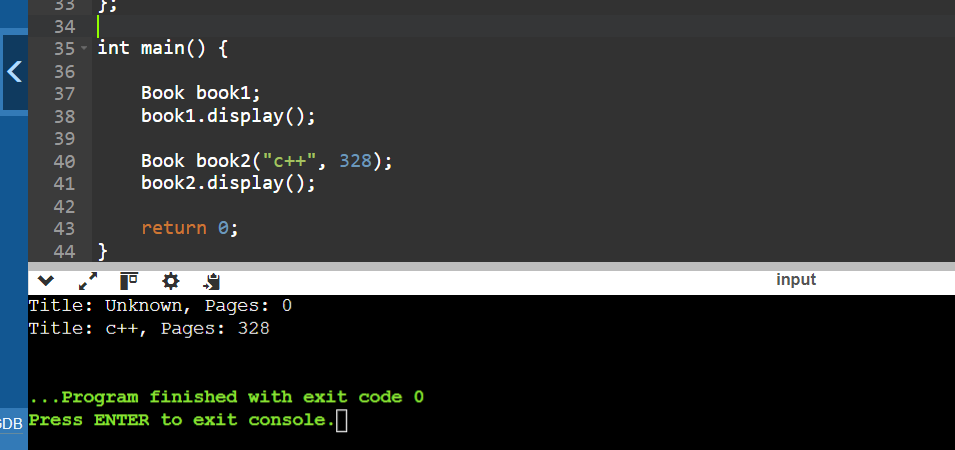 33 };
34
35 int main() {
36
37     Book book1;
38     book1.display();
39
40     Book book2("c++", 328);
41     book2.display();
42
43     return 0;
44 }
input
Title: Unknown, Pages: 0
Title: c++, Pages: 328
...Program finished with exit code 0
Press ENTER to exit console.
GDB